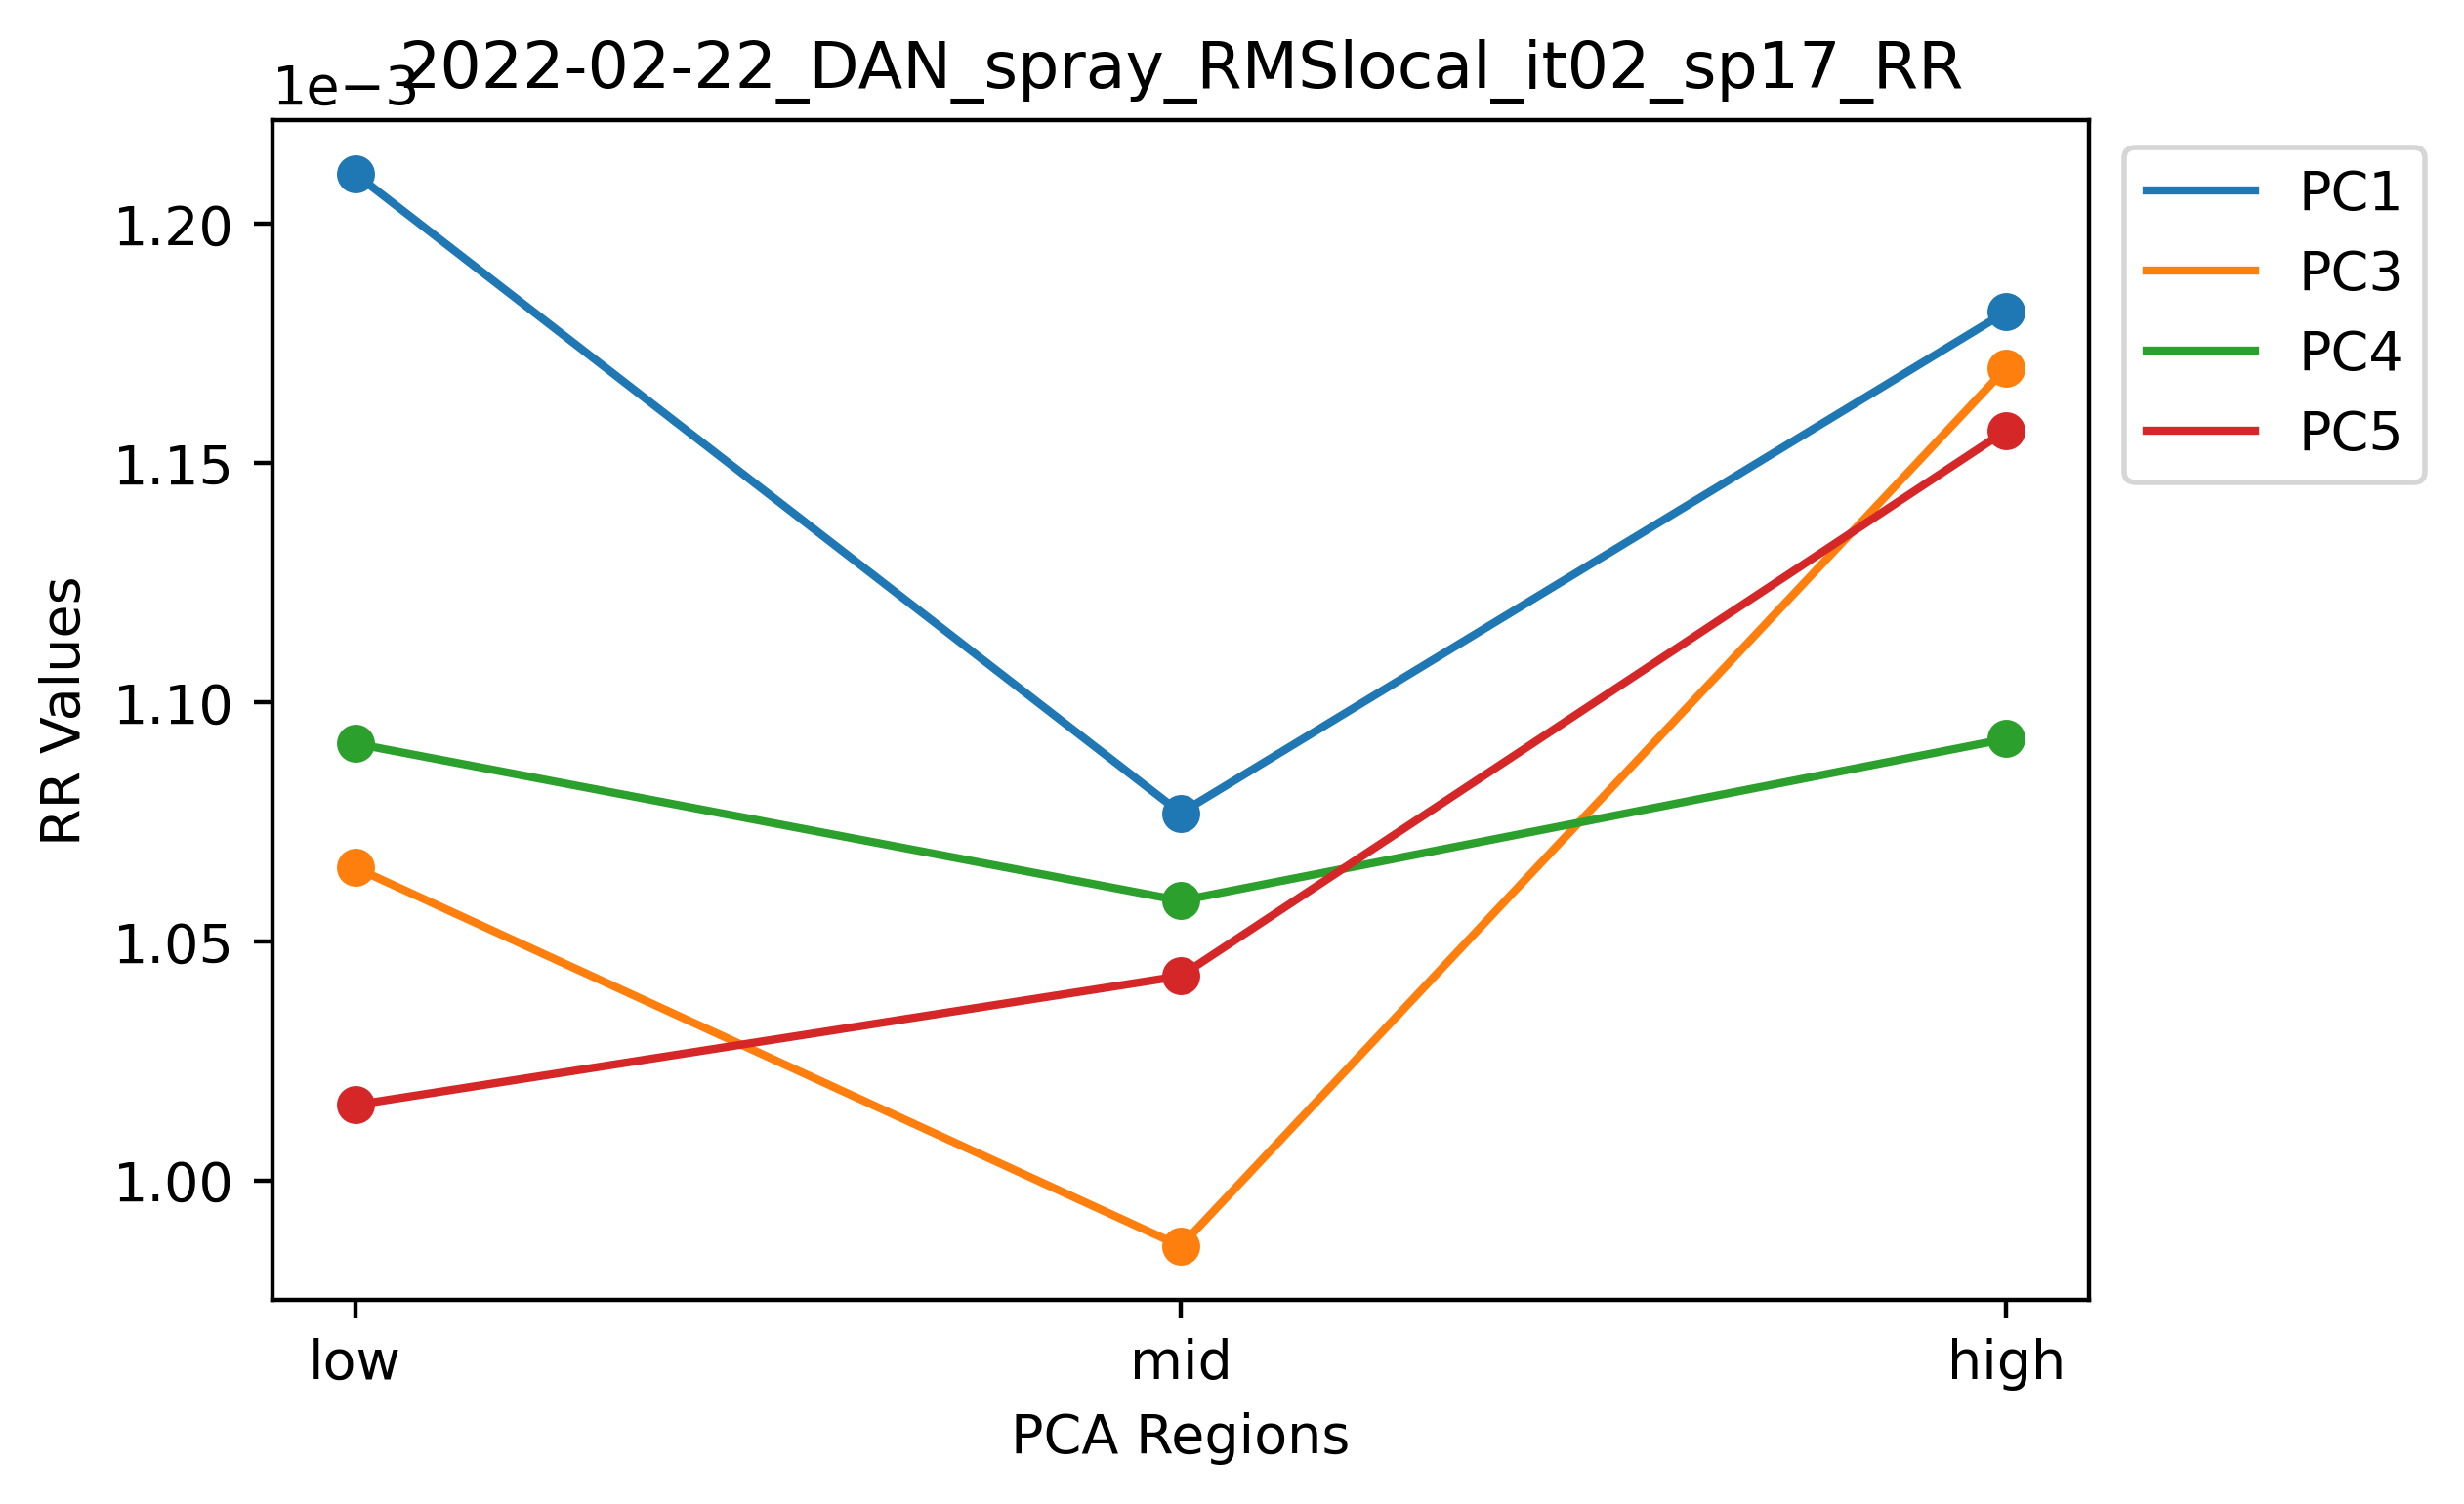 2022-02-22_DAN_spray_RMSlocal_it02_sp17_RR
1e−3
1.20
1.15
1.10
1.05
1.00
RR Values
low mid high
PCA Regions
PC1
PC3
PC4
PC5